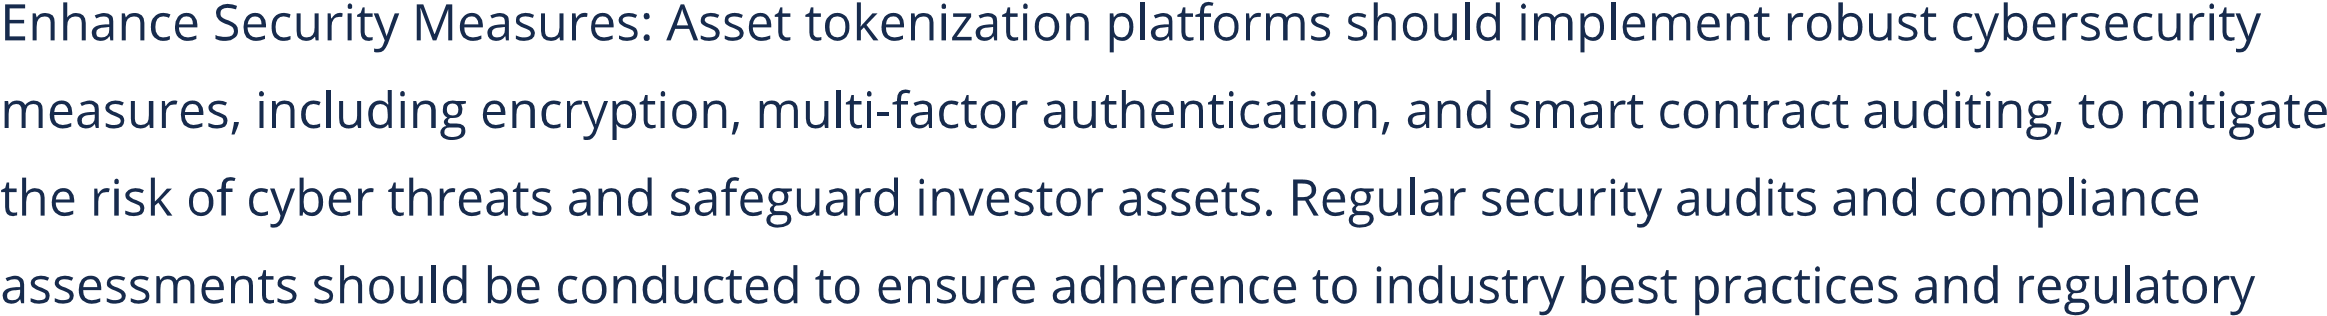 Enhance Security Measures: Asset tokenization platforms should implement robust cybersecurity
measures, including encryption, multi-factor authentication, and smart contract auditing, to mitigate
the risk of cyber threats and safeguard investor assets. Regular security audits and compliance
assessments should be conducted to ensure adherence to industry best practices and regulatory